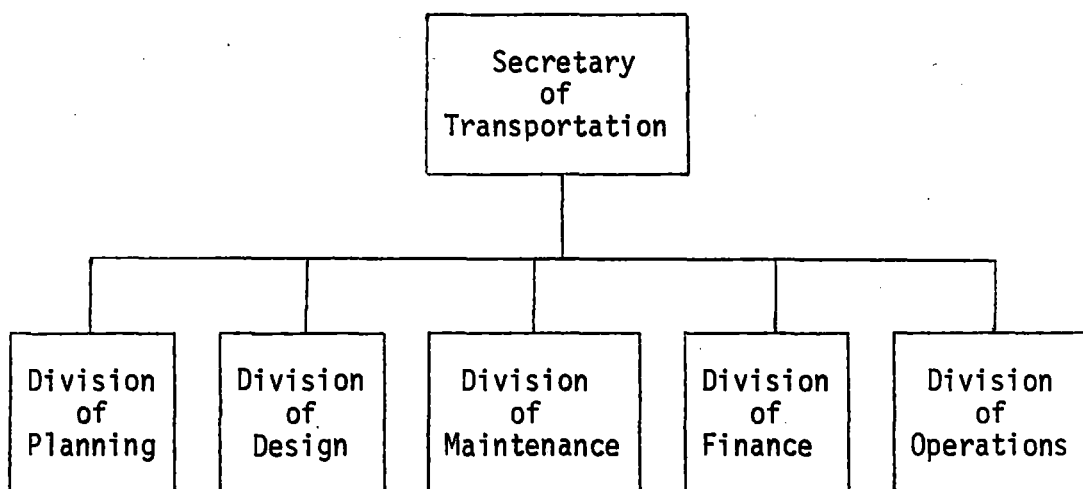 Secretary
of
Transportation
Division
of
Planning
Division
of
Design
Division
of
Maintenance
Division
of
Finance
Division
of
Operations